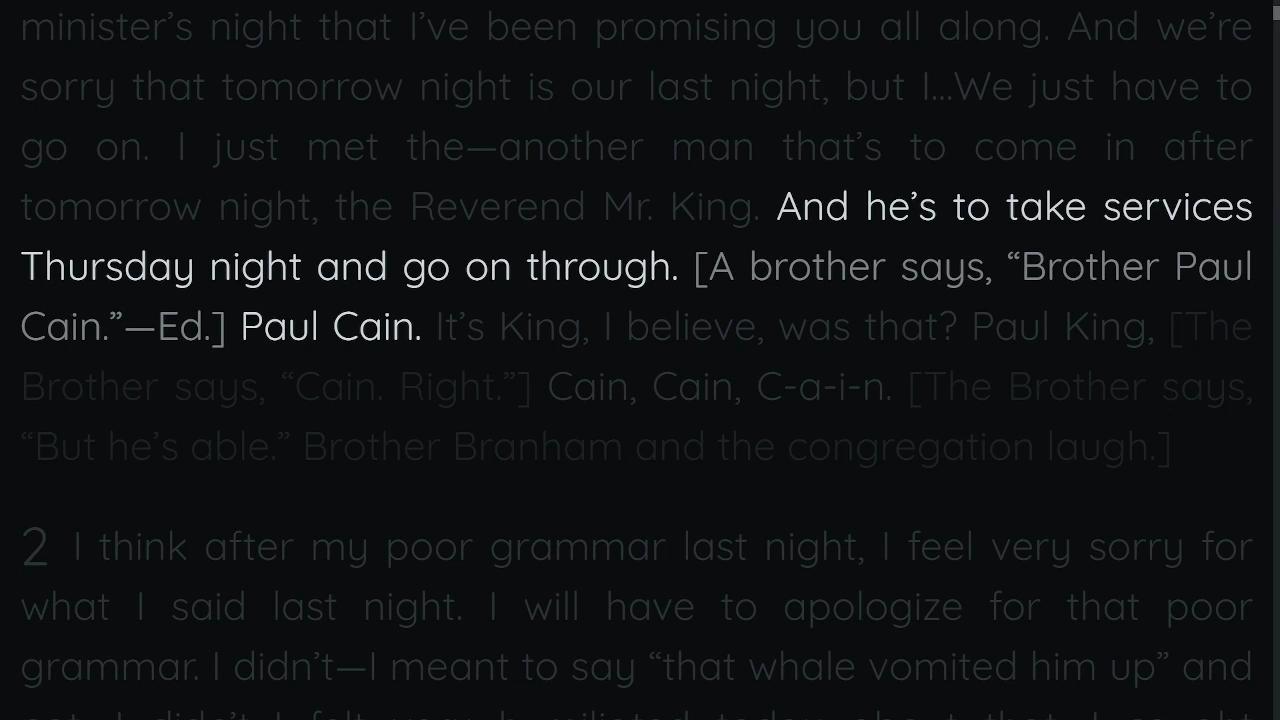 minister’s night that I’ve been promising you all along. And we’re
sorry that tomorrow night is our last night, but I...We just have to
go on. I just met the—another man that’s to come in after
tomorrow night, the Reverend Mr. King. And he’s to take services
Thursday night and go on through. [A brother says, “Brother Paul
Cain.”—Ed.] Paul Cain. It’s King, I believe, was that? Paul King, [The
Brother says, “Cain. Right.”] Cain, Cain, C-a-i-n. [The Brother says,
“But he’s able.” Brother Branham and the congregation laugh.]
2 I think after my poor grammar last night, I feel very sorry for
what I said last night. I will have to apologize for that poor
grammar. I didn’t—I meant to say “that whale vomited him up” and